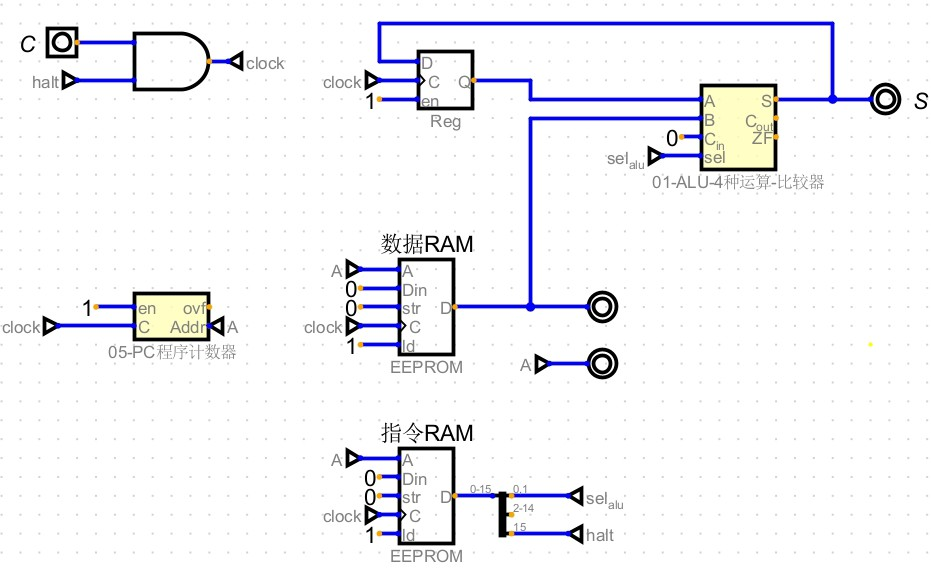 C
halt
clock
clock
1
D
C
en
Q
Reg
A
B
Cin
sel
S
Cout
ZF
0
selalu
S
01-ALU-4种运算-比较器
数据RAM
A
0
0
clock
1
A
Din
str
C
ld
D
EEPROM
1
clock
en
C
ovf
Addr
A
05-PC程序计数器
A
指令RAM
A
0
0
clock
1
A
Din
str
C
ld
D
EEPROM
0-15
0,1
2-14
15
selalu
halt